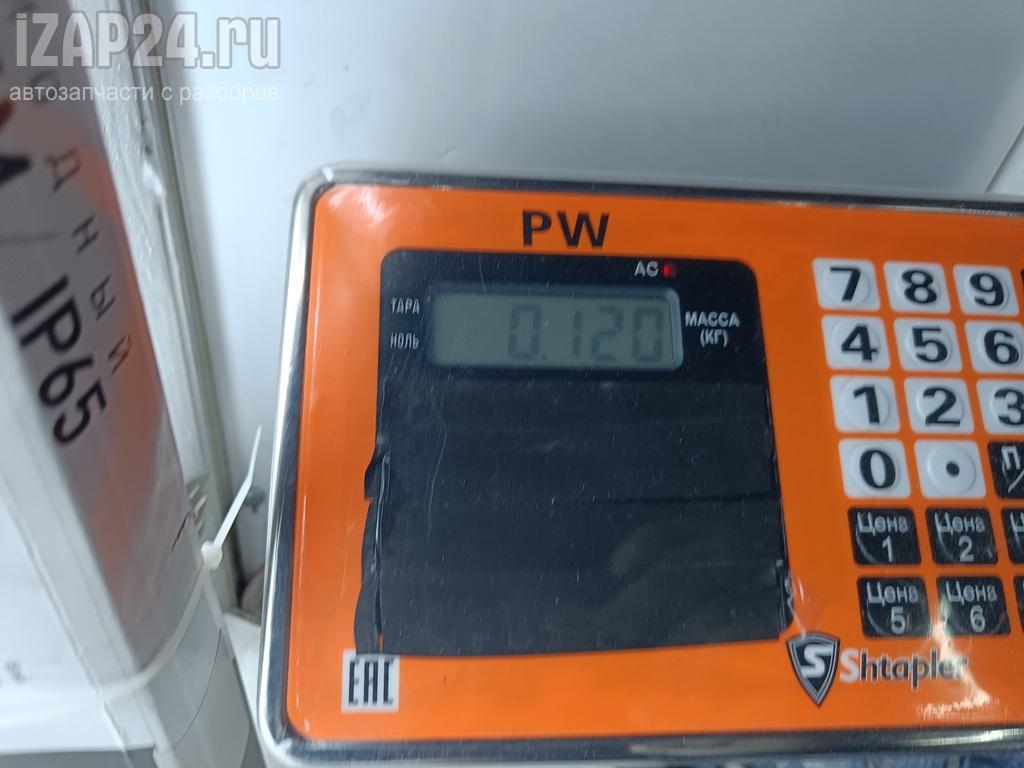 iZAP24.ru
автозапчасти с разборов
дный
IP65
PW
AC
ТАРА
НОЛЬ
0.120
МАССА
(КГ)
7 8 9
4 5 6
1 2 3
0 •
Цена
1
Цена
2
Цена
5
Цена
6
EAC
S Shtapler